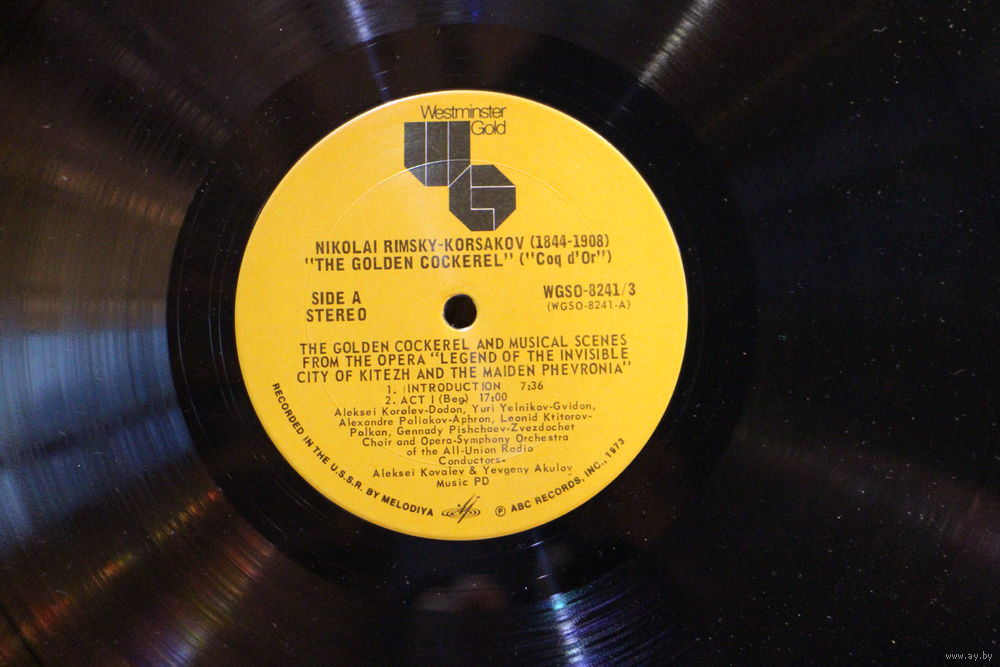 Westminster
Gold
NIKOLAI RIMSKY-KORSAKOV (1844-1908)
"THE GOLDEN COCKEREL" ("Coq d'Or")
SIDE A
STEREO
WGSO-8241/3
(WGSO-8241-A)
THE GOLDEN COCKEREL AND MUSICAL SCENES
FROM THE OPERA "LEGEND OF THE INVISIBLE
CITY OF KITEZH AND THE MAIDEN PHEVRONIA"
1. INTRODUCTION 7:36
2. ACT I (Beg.) 17:00
Aleksei Korolev-Dodon, Yuri Yelnikov-Gvidon,
Alexandre Poliakov-Aphron, Leonid Ktitorov-
Polkan, Gennady Pishchaev-Zvezdochet
Choir and Opera-Symphony Orchestra
of the All-Union Radio
Conductors-
Aleksei Kovalev & Yevgeny Akulov
Music PD
RECORDED IN THE U.S.S.R. BY MELODIYA
℗ ABC RECORDS, INC., 1973
www.ay.by